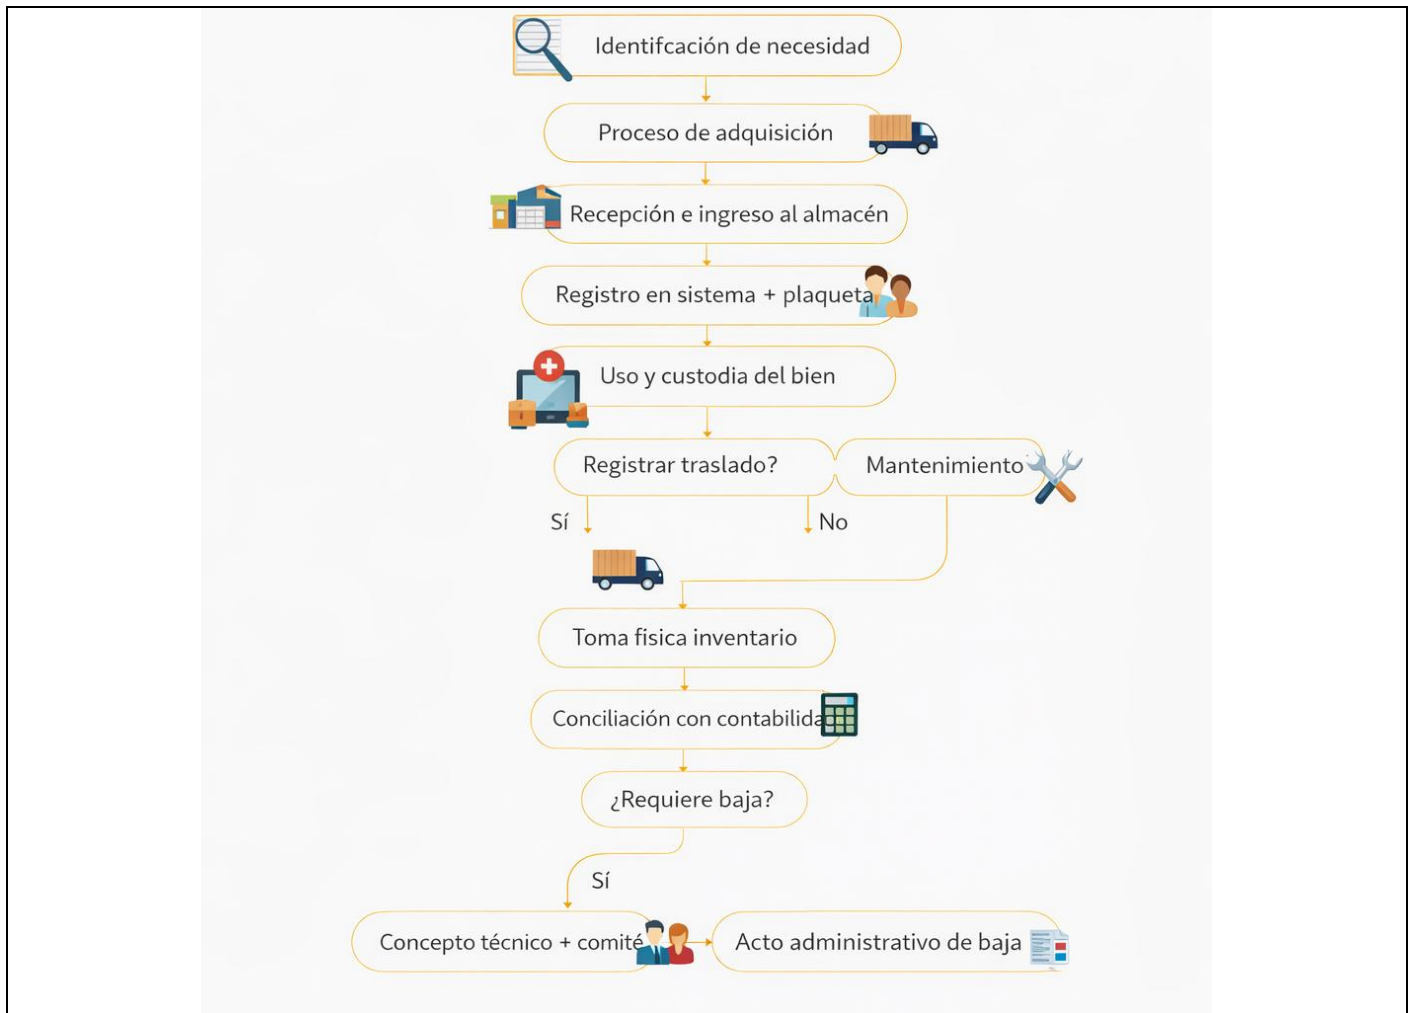 Identifcación de necesidad
Proceso de adquisición
Recepción e ingreso al almacén
Registro en sistema + plaqueta
Uso y custodia del bien
Registrar traslado?
Mantenimiento
Sí
No
Toma fisica inventario
Conciliación con contabilida
¿Requiere baja?
Sí
Concepto técnico + comité
Acto administrativo de baja